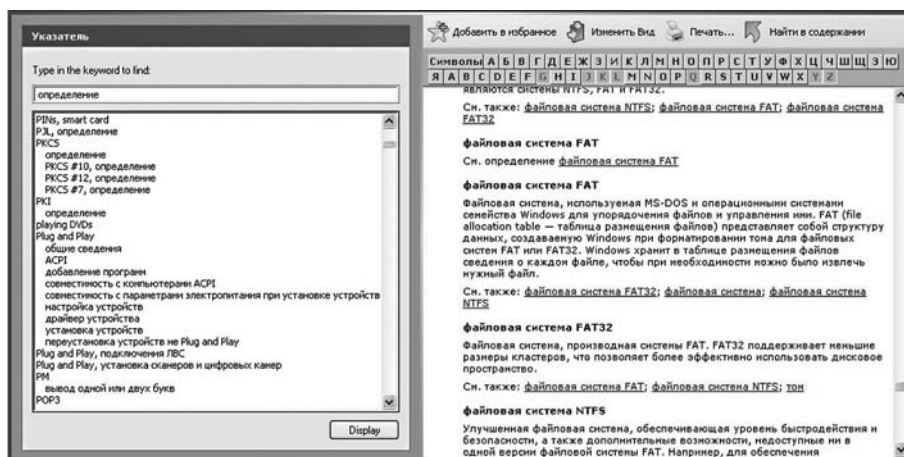 Указатель
Type in the keyword to find:
определение
PINs, smart card
PJL, определение
PKCS
определение
PKCS #10, определение
PKCS #12, определение
PKCS #7, определение
PKI
определение
playing DVDs
Plug and Play
общие сведения
ACPI
добавление программ
совместимость с компьютерами ACPI
совместимость с параметрами электропитания при установке устройств
настройка устройств
драйвер устройства
установка устройств
переустановка устройств не Plug and Play
Plug and Play, подключения ЛВС
Plug and Play, установка сканеров и цифровых камер
PM
вывод одной или двух букв
POP3
Display
Добавить в избранное Изменить Вид Печать... Найти в содержании
Символы А Б В Г Д Е Ж З И К Л М Н О П Р С Т У Ф Х Ц Ч Ш Щ Э Ю
Я A B C D E F G H I J K L M N O P Q R S T U V W X Y Z
являются системы NTFS, FAT и FAT32.
См. также: файловая система NTFS; файловая система FAT; файловая система
FAT32
файловая система FAT
См. определение файловая система FAT
файловая система FAT
Файловая система, используемая MS-DOS и операционными системами
семейства Windows для упорядочения файлов и управления ими. FAT (file
allocation table — таблица размещения файлов) представляет собой структуру
данных, создаваемую Windows при форматировании тома для файловых
систем FAT или FAT32. Windows хранит в таблице размещения файлов
сведения о каждом файле, чтобы при необходимости можно было извлечь
нужный файл.
См. также: файловая система FAT32; файловая система; файловая система
NTFS
файловая система FAT32
Файловая система, производная системы FAT. FAT32 поддерживает меньшие
размеры кластеров, что позволяет более эффективно использовать дисковое
пространство.
См. также: файловая система FAT; файловая система NTFS; том
файловая система NTFS
Улучшенная файловая система, обеспечивающая уровень быстродействия и
безопасности, а также дополнительные возможности, недоступные ни в
одной версии файловой системы FAT. Например, для обеспечения